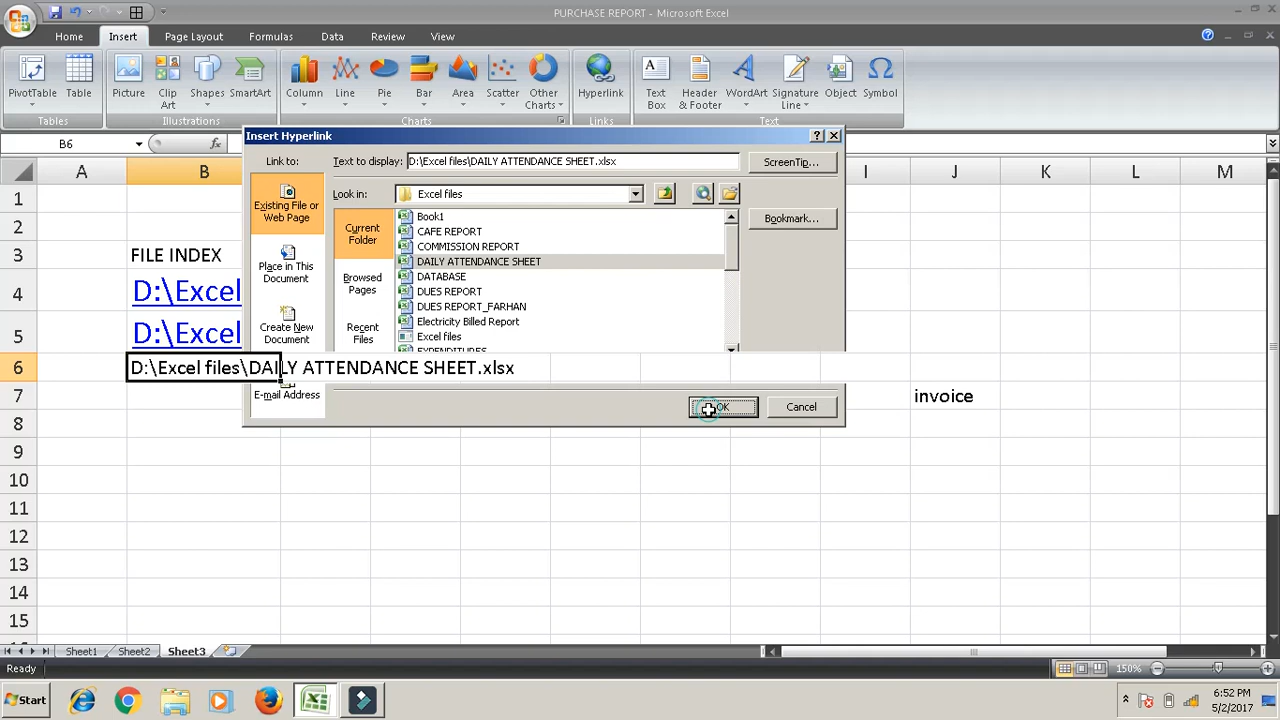 PURCHASE REPORT - Microsoft Excel
Home Insert Page Layout Formulas Data Review View
PivotTable Table Picture Clip Art Shapes SmartArt Column Line Pie Bar Area Scatter Other Charts Hyperlink Text Box Header & Footer WordArt Signature Line Object Symbol
Tables Illustrations Charts Links Text
B6 fx
Insert Hyperlink
Link to: Text to display: D:\Excel files\DAILY ATTENDANCE SHEET.xlsx ScreenTip...
Existing File or Web Page
Look in: Excel files
Bookmark...
Place in This Document
Create New Document
E-mail Address
Current Folder
Browsed Pages
Recent Files
Book1
CAFE REPORT
COMMISSION REPORT
DAILY ATTENDANCE SHEET
DATABASE
DUES REPORT
DUES REPORT_FARHAN
Electricity Billed Report
Excel files
EXPENDITURES
OK Cancel
A B I J K L M
1
2
3 FILE INDEX
4 D:\Excel
5 D:\Excel
6 D:\Excel files\DAILY ATTENDANCE SHEET.xlsx
7 invoice
8
9
10
11
12
13
14
15
Sheet1 Sheet2 Sheet3
Ready 150%
Start 6:52 PM
5/2/2017